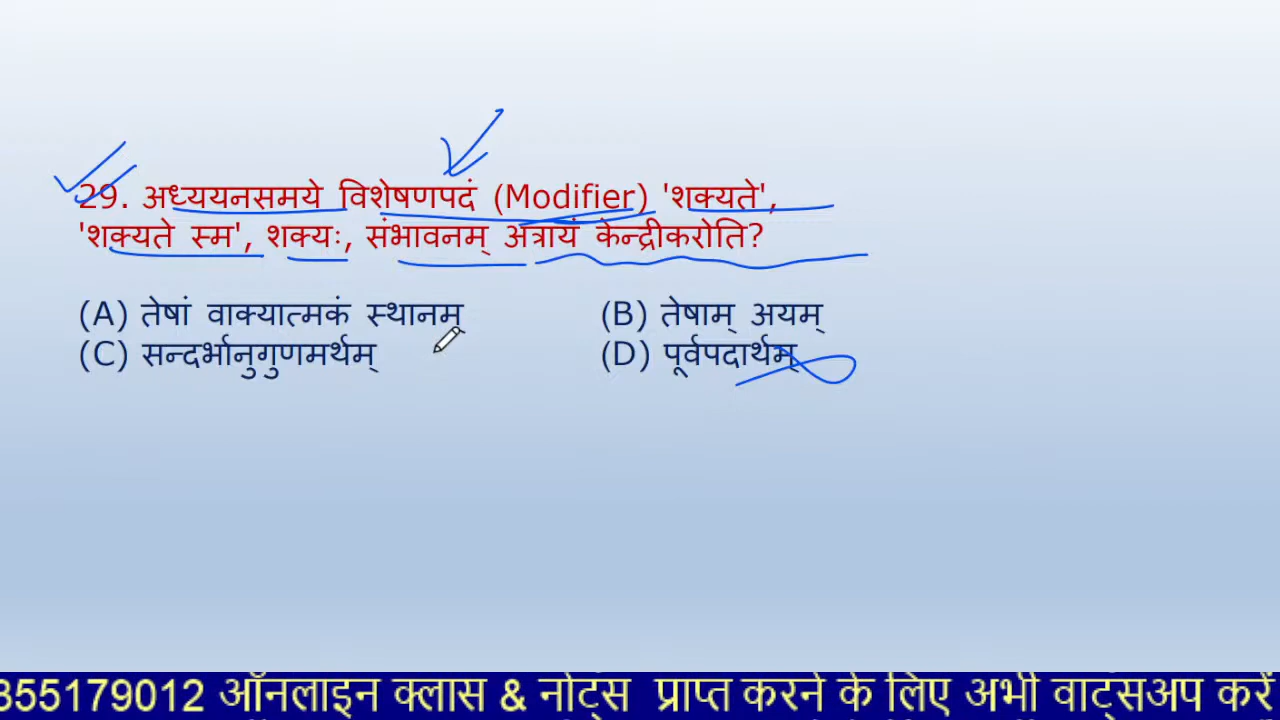 29. अध्ययनसमये विशेषणपदं (Modifier) 'शक्यते',
'शक्यते स्म', शक्यः, संभावनम् अत्रायं केन्द्रीकरोति?
(A) तेषां वाक्यात्मकं स्थानम् (B) तेषाम् अयम्
(C) सन्दर्भानुगुणमर्थम् (D) पूर्वपदार्थम्
355179012 ऑनलाइन क्लास & नोट्स प्राप्त करने के लिए अभी वाट्सअप करें